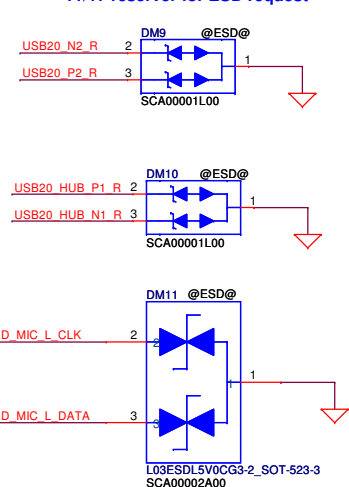 DM9 @ESD@
USB20_N2_R 2
1
USB20_P2_R 3
SCA00001L00
DM10 @ESD@
USB20_HUB_P1_R 2
1
USB20_HUB_N1_R 3
SCA00001L00
DM11 @ESD@
D_MIC_L_CLK 2
2
1
1
D_MIC_L_DATA 3
3
L03ESDL5V0CG3-2_SOT-523-3
SCA00002A00